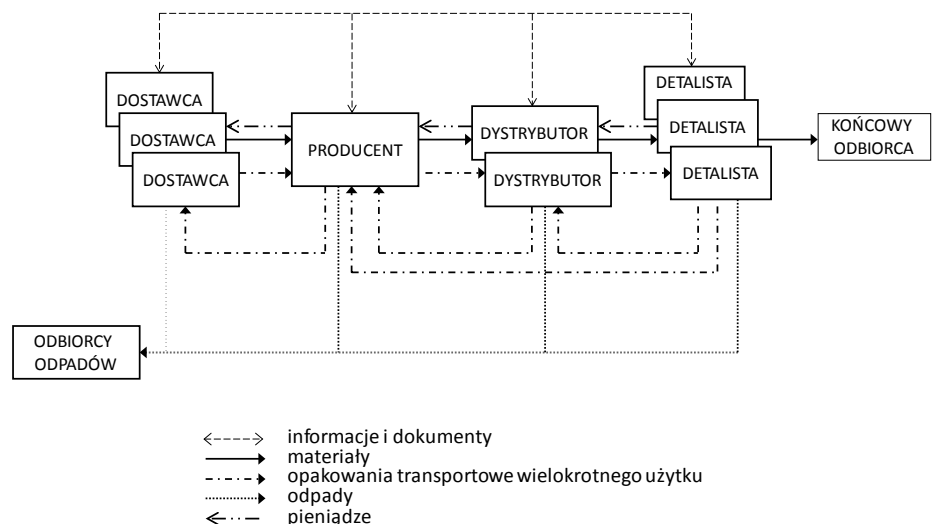 DOSTAWCA
DOSTAWCA
DOSTAWCA
PRODUCENT
DYSTRYBUTOR
DYSTRYBUTOR
DETALISTA
DETALISTA
DETALISTA
KOŃCOWY
ODBIORCA
ODBIORCY
ODPADÓW
informacje i dokumenty
materiały
opakowania transportowe wielokrotnego użytku
odpady
pieniądze